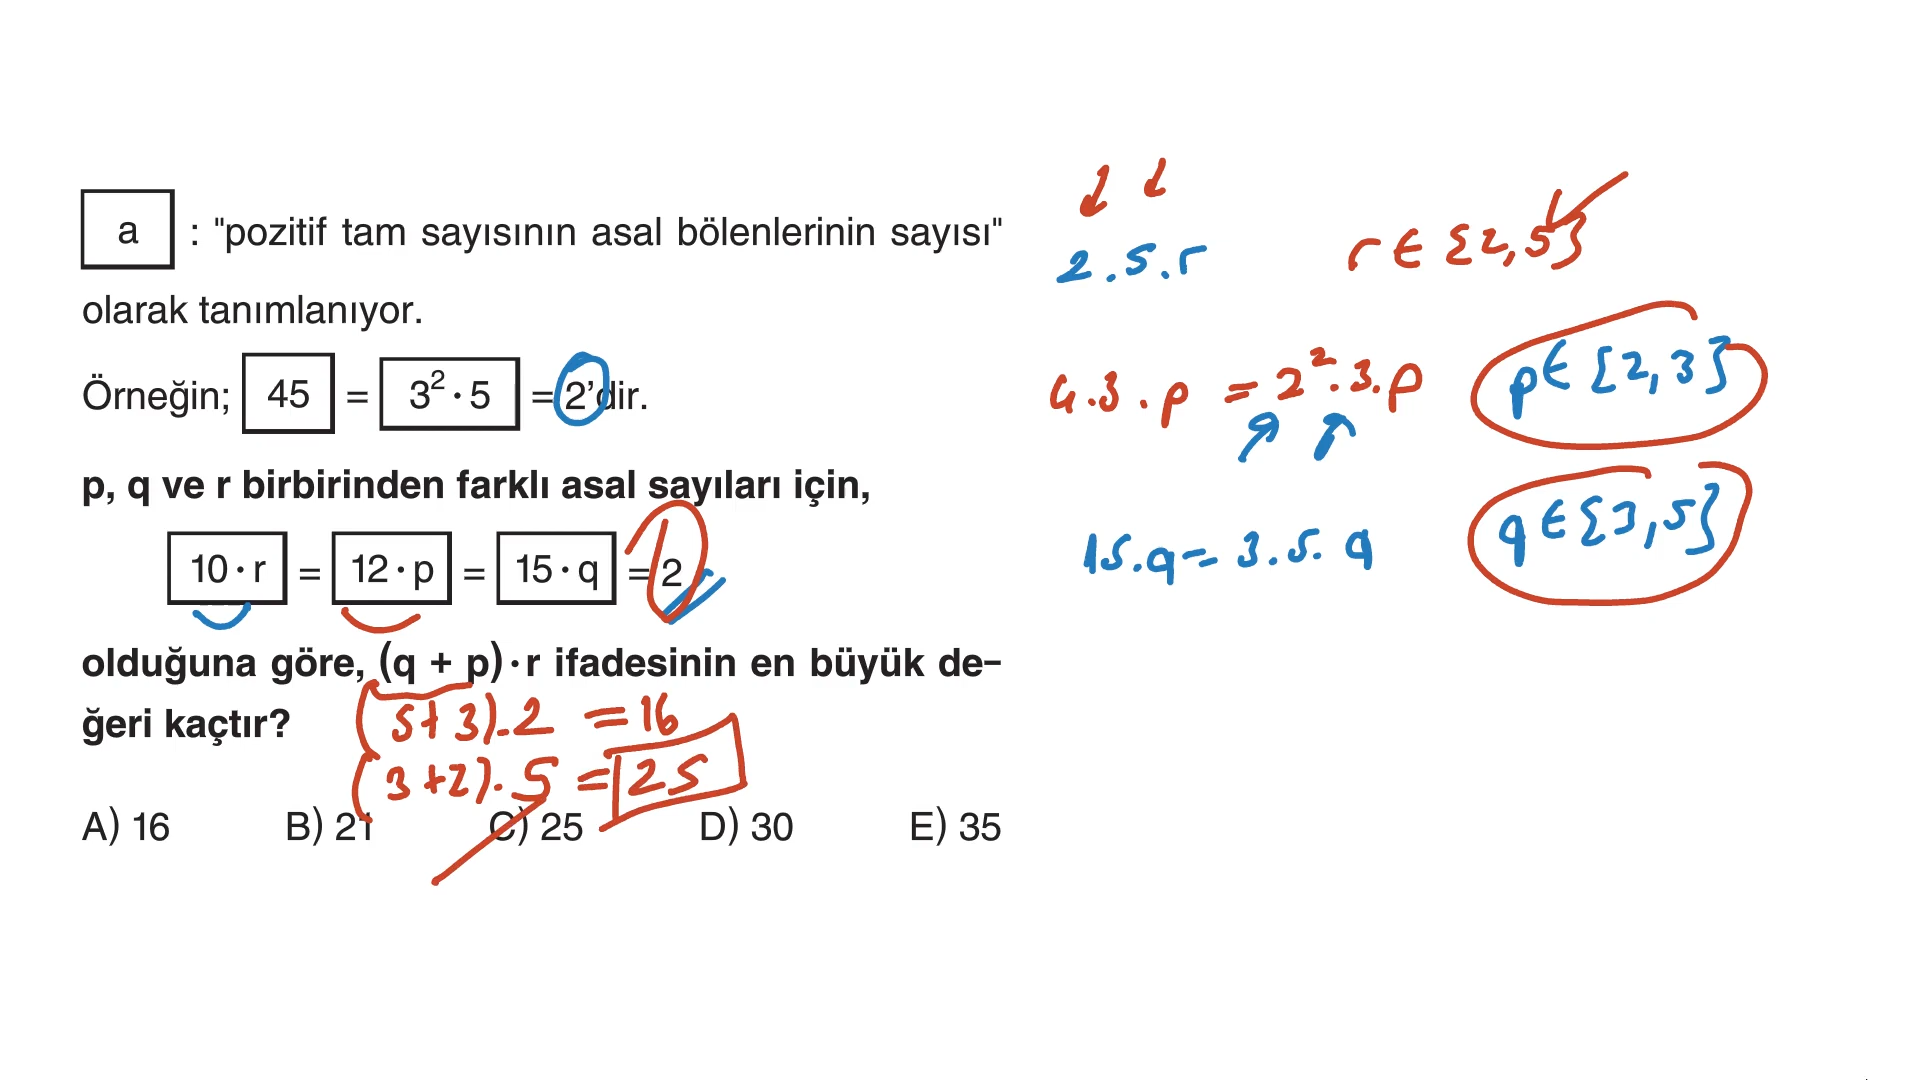 a : "pozitif tam sayısının asal bölenlerinin sayısı"
olarak tanımlanıyor.
Örneğin; 45 = 3² · 5 = 2'dir.
p, q ve r birbirinden farklı asal sayıları için,
10 · r = 12 · p = 15 · q = 2
olduğuna göre, (q + p) · r ifadesinin en büyük de-
ğeri kaçtır?
(5+3).2 = 16
(3+2).5 = 25
A) 16 B) 21 C) 25 D) 30 E) 35
2.5.r r ∈ {2,5}
4.3.p = 2².3.p p ∈ {2,3}
15.q = 3.5.q q ∈ {3,5}